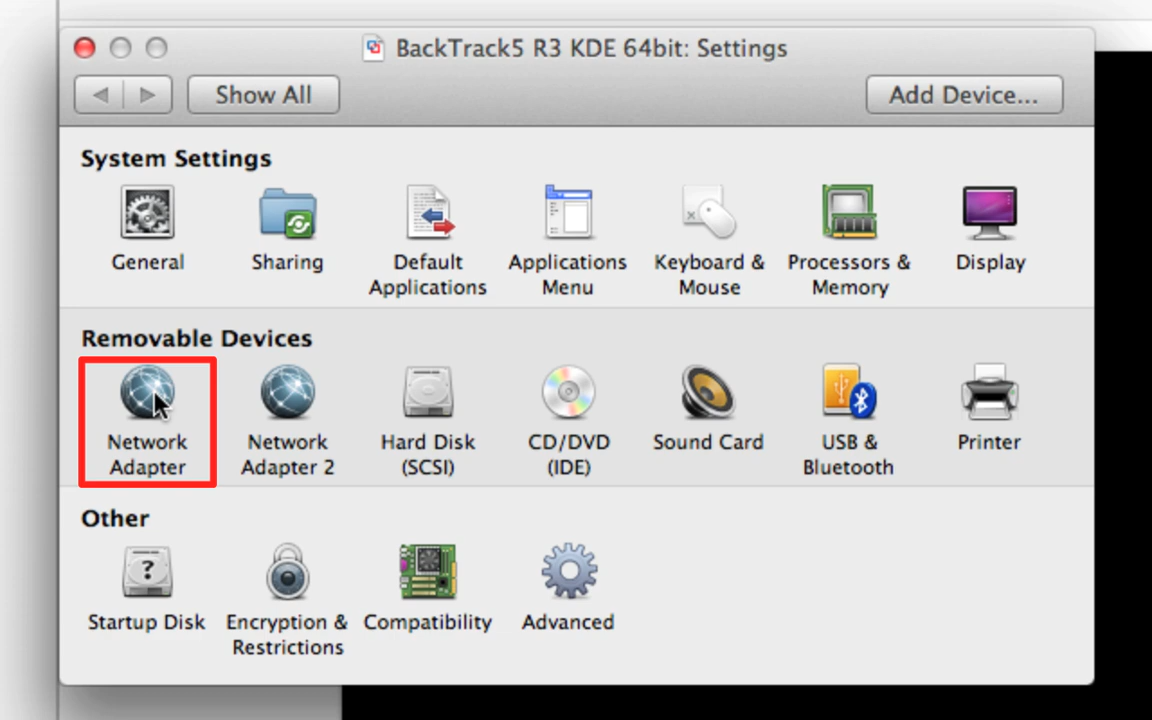 BackTrack5 R3 KDE 64bit: Settings
Show All
Add Device...
System Settings
General
Sharing
Default
Applications
Applications
Menu
Keyboard &
Mouse
Processors &
Memory
Display
Removable Devices
Network
Adapter
Network
Adapter 2
Hard Disk
(SCSI)
CD/DVD
(IDE)
Sound Card
USB &
Bluetooth
Printer
Other
?
Startup Disk
Encryption &
Restrictions
Compatibility
Advanced